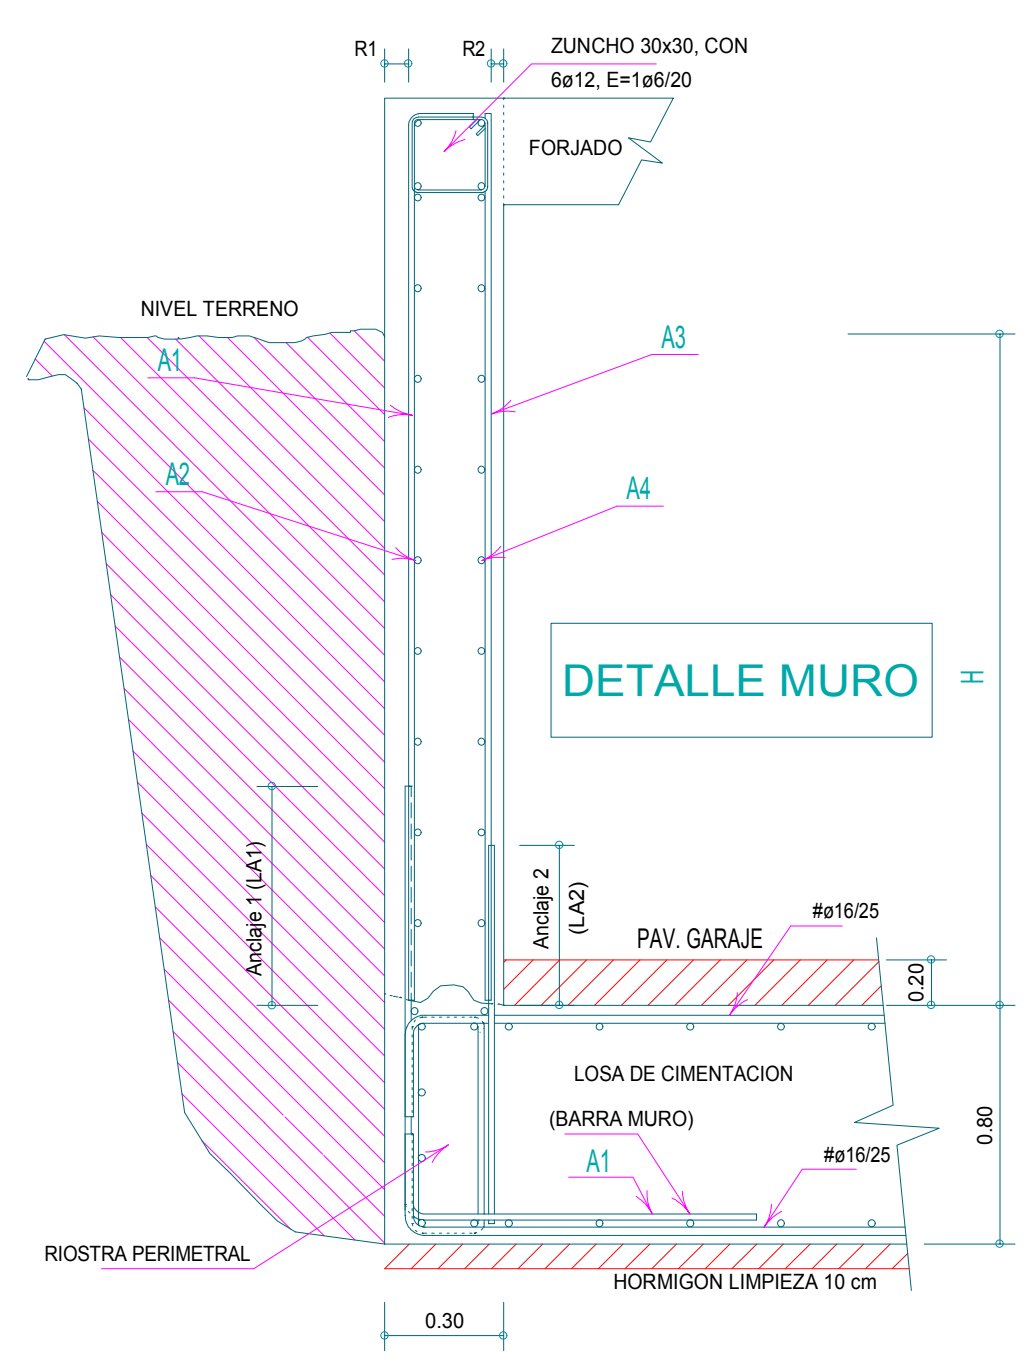 R1
R2
ZUNCHO 30x30, CON
6ø12, E=1ø6/20
FORJADO
NIVEL TERRENO
A1
A3
A2
A4
DETALLE MURO
H
Anclaje 1 (LA1)
Anclaje 2
(LA2)
#ø16/25
PAV. GARAJE
0.20
LOSA DE CIMENTACION
(BARRA MURO)
A1
#ø16/25
0.80
RIOSTRA PERIMETRAL
HORMIGON LIMPIEZA 10 cm
0.30